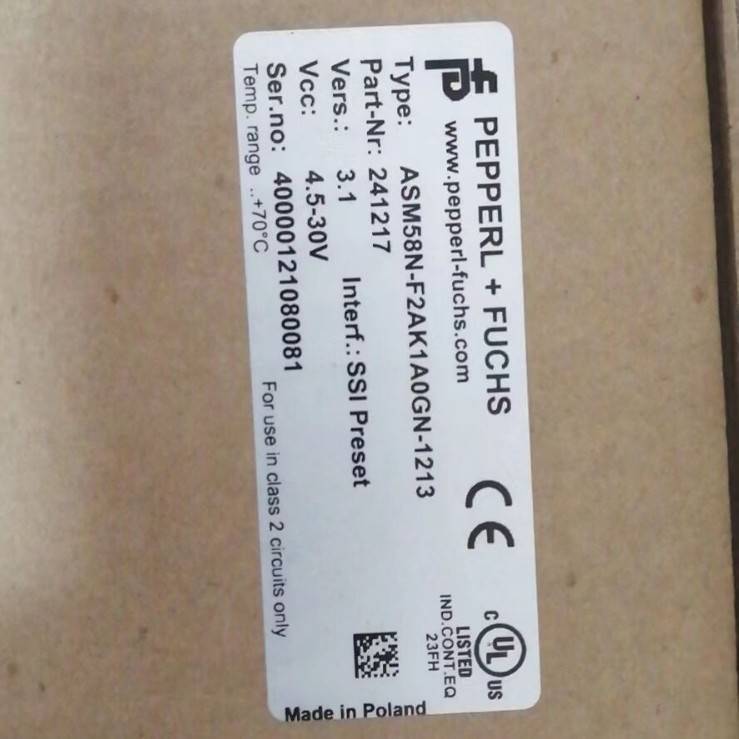 PEPPERL + FUCHS
www.pepperl-fuchs.com
Type: ASM58N-F2AK1A0GN-1213
Part-Nr: 241217
Vers.: 3.1 Interf.: SSI Preset
Vcc: 4.5-30V
Ser.no: 40000121080081
Temp. range ..+70°C For use in class 2 circuits only
CE
C UL US
LISTED
IND.CONT.EQ
23FH
Made in Poland